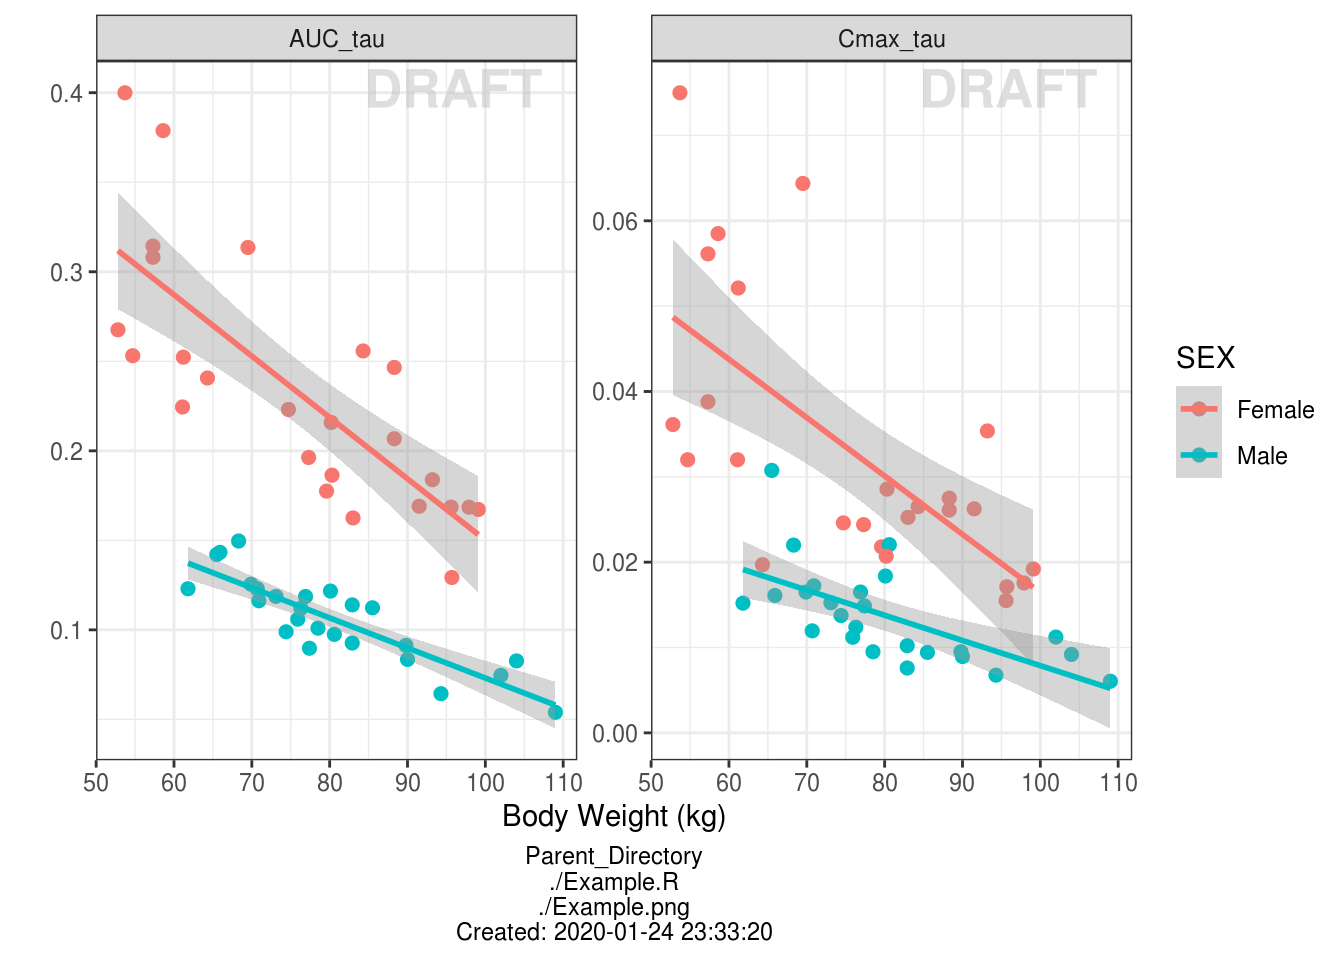 AUC_tau
Cmax_tau
DRAFT
DRAFT
0.4
0.3
0.2
0.1
0.06
0.04
0.02
0.00
50 60 70 80 90 100 110
50 60 70 80 90 100 110
Body Weight (kg)
SEX
Female
Male
Parent_Directory
./Example.R
./Example.png
Created: 2020-01-24 23:33:20